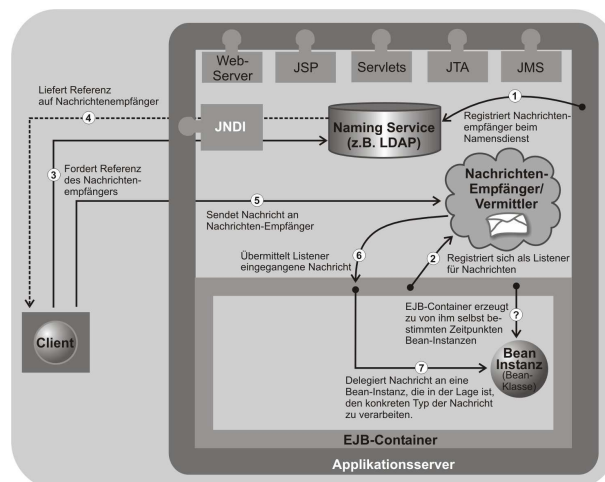 Web-
Server
JSP
Servlets
JTA
JMS
Liefert Referenz
auf Nachrichtenempfänger
4
JNDI
Naming Service
(z.B. LDAP)
1
Registriert Nachrichten-
empfänger beim
Namensdienst
3
Fordert Referenz
des Nachrichten-
empfängers
5
Sendet Nachricht an
Nachrichten-Empfänger
Nachrichten-
Empfänger/
Vermittler
6
Übermittelt Listener
eingegangene Nachricht
2
Registriert sich als Listener
für Nachrichten
Client
EJB-Container erzeugt
zu von ihm selbst be-
stimmten Zeitpunkten
Bean-Instanzen
?
7
Delegiert Nachricht an eine
Bean-Instanz, die in der Lage ist,
den konkreten Typ der Nachricht
zu verarbeiten.
Bean
Instanz
(Bean-
Klasse)
EJB-Container
Applikationsserver